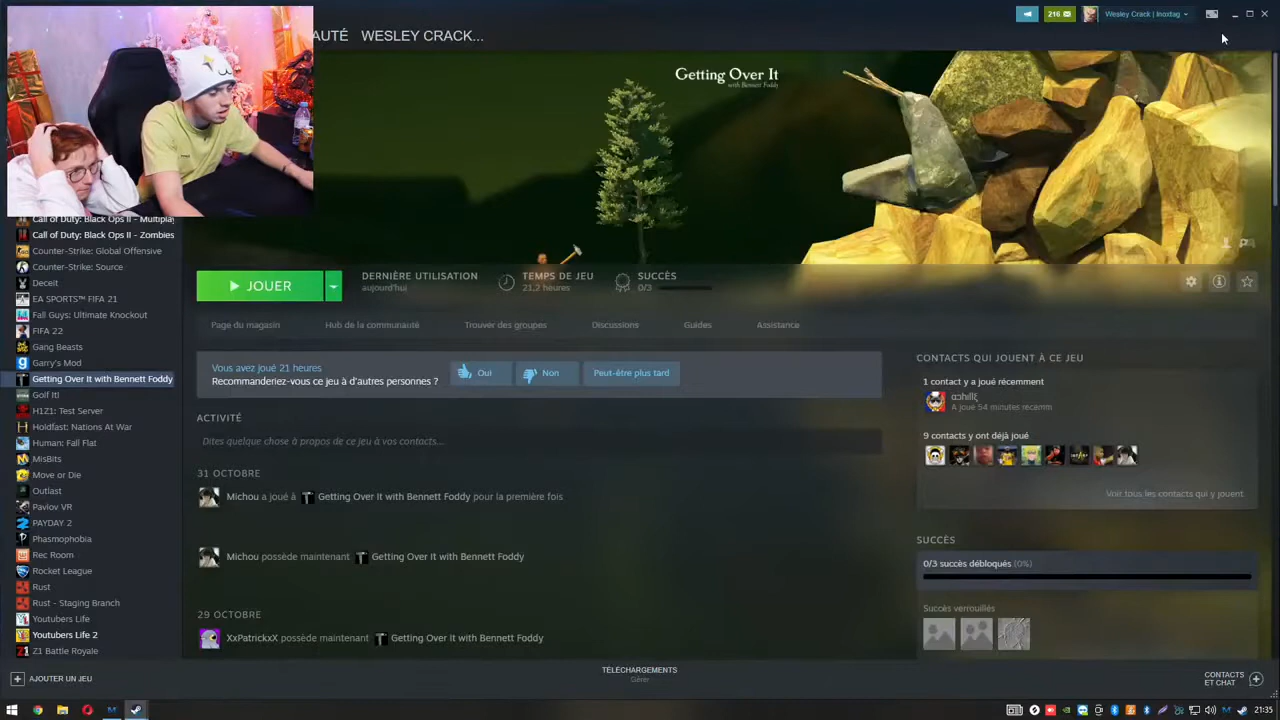 216
Wesley Crack | Inoxtag
AUTÉ WESLEY CRACK...
Getting Over It
with Bennett Foddy
Call of Duty: Black Ops II - Multiplay
Call of Duty: Black Ops II - Zombies
Counter-Strike: Global Offensive
Counter-Strike: Source
Deceit
EA SPORTS™ FIFA 21
Fall Guys: Ultimate Knockout
FIFA 22
Gang Beasts
Garry's Mod
Getting Over It with Bennett Foddy
Golf It!
H1Z1: Test Server
Holdfast: Nations At War
Human: Fall Flat
MisBits
Move or Die
Outlast
Pavlov VR
PAYDAY 2
Phasmophobia
Rec Room
Rocket League
Rust
Rust - Staging Branch
Youtubers Life
Youtubers Life 2
Z1 Battle Royale
AJOUTER UN JEU
JOUER
DERNIÈRE UTILISATION
aujourd'hui
TEMPS DE JEU
21,2 heures
SUCCÈS
0/3
Page du magasin
Hub de la communauté
Trouver des groupes
Discussions
Guides
Assistance
Vous avez joué 21 heures
Recommanderiez-vous ce jeu à d'autres personnes ?
Oui
Non
Peut-être plus tard
ACTIVITÉ
Dites quelque chose à propos de ce jeu à vos contacts...
31 OCTOBRE
Michou a joué à Getting Over It with Bennett Foddy pour la première fois
Michou possède maintenant Getting Over It with Bennett Foddy
29 OCTOBRE
XxPatrickxX possède maintenant Getting Over It with Bennett Foddy
CONTACTS QUI JOUENT À CE JEU
1 contact y a joué récemment
A joué 54 minutes récemm
9 contacts y ont déjà joué
Voir tous les contacts qui y jouent
SUCCÈS
0/3 succès débloqués (0%)
Succès verrouillés
TÉLÉCHARGEMENTS
Gérer
CONTACTS
ET CHAT
21:35